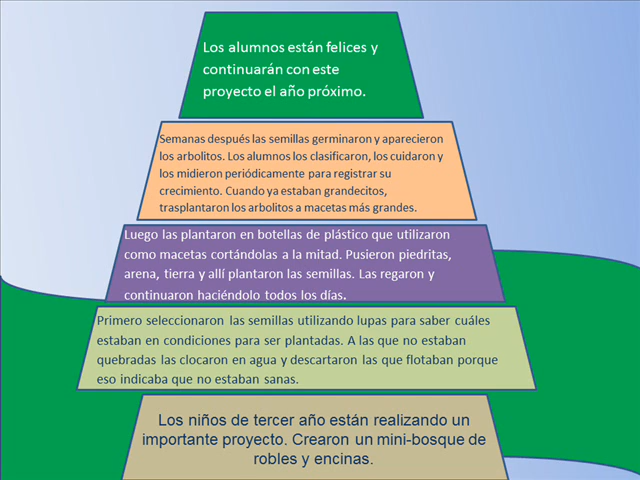 Los alumnos están felices y
continuarán con este
proyecto el año próximo.
Semanas después las semillas germinaron y aparecieron
los arbolitos. Los alumnos los clasificaron, los cuidaron y
los midieron periódicamente para registrar su
crecimiento. Cuando ya estaban grandecitos,
trasplantaron los arbolitos a macetas más grandes.
Luego las plantaron en botellas de plástico que utilizaron
como macetas cortándolas a la mitad. Pusieron piedritas,
arena, tierra y allí plantaron las semillas. Las regaron y
continuaron haciéndolo todos los días.
Primero seleccionaron las semillas utilizando lupas para saber cuáles
estaban en condiciones para ser plantadas. A las que no estaban
quebradas las clocaron en agua y descartaron las que flotaban porque
eso indicaba que no estaban sanas.
Los niños de tercer año están realizando un
importante proyecto. Crearon un mini-bosque de
robles y encinas.